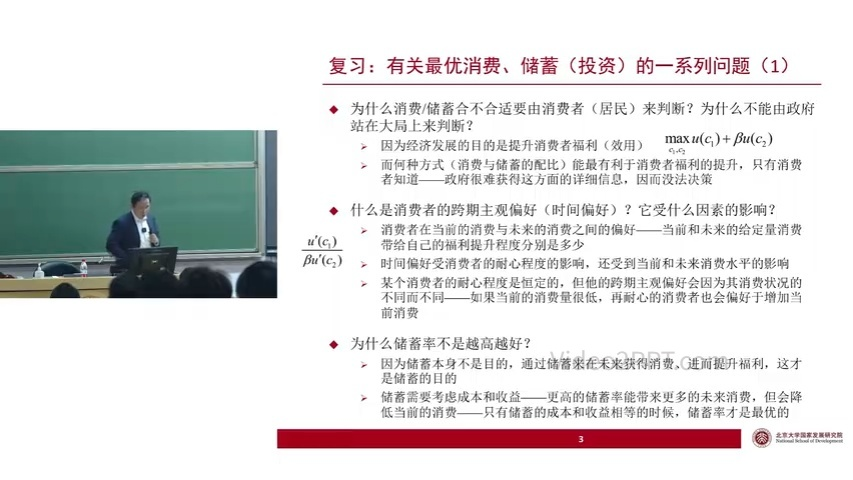 复习：有关最优消费、储蓄（投资）的一系列问题（1）
◆ 为什么消费/储蓄合不合适要由消费者（居民）来判断？为什么不能由政府
站在大局上来判断？
➢ 因为经济发展的目的是提升消费者福利（效用） max u(c₁)+βu(c₂)
c₁,c₂
➢ 而何种方式（消费与储蓄的配比）能最有利于消费者福利的提升，只有消费
者知道——政府很难获得这方面的详细信息，因而没法决策
◆ 什么是消费者的跨期主观偏好（时间偏好）？它受什么因素的影响？
➢ 消费者在当前的消费与未来的消费之间的偏好——当前和未来的给定量消费
带给自己的福利提升程度分别是多少
u′(c₁)
βu′(c₂)
➢ 时间偏好受消费者的耐心程度的影响，还受到当前和未来消费水平的影响
➢ 某个消费者的耐心程度是恒定的，但他的跨期主观偏好会因为其消费状况的
不同而不同——如果当前的消费量很低，再耐心的消费者也会偏好于增加当
前消费
◆ 为什么储蓄率不是越高越好？
➢ 因为储蓄本身不是目的，通过储蓄来在未来获得消费、进而提升福利，这才
是储蓄的目的
Video2PPT.com
➢ 储蓄需要考虑成本和收益——更高的储蓄率能带来更多的未来消费，但会降
低当前的消费——只有储蓄的成本和收益相等的时候，储蓄率才是最优的
3
北京大学国家发展研究院
National School of Development